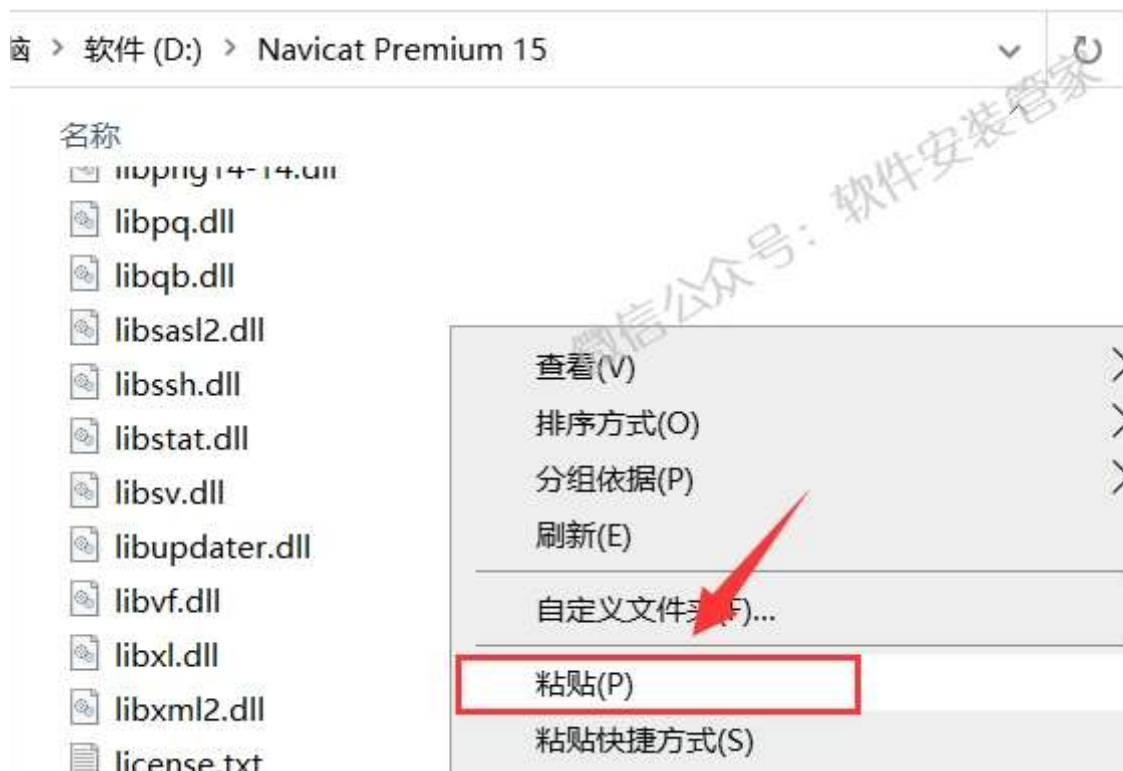 脑 > 软件 (D:) > Navicat Premium 15
名称
libpng14-14.dll
libpq.dll
libqb.dll
libsasl2.dll
libssh.dll
libstat.dll
libsv.dll
libupdater.dll
libvf.dll
libxl.dll
libxml2.dll
license.txt
微信公众号：软件安装管家
查看(V)
排序方式(O)
分组依据(P)
刷新(E)
自定义文件夹(F)...
粘贴(P)
粘贴快捷方式(S)